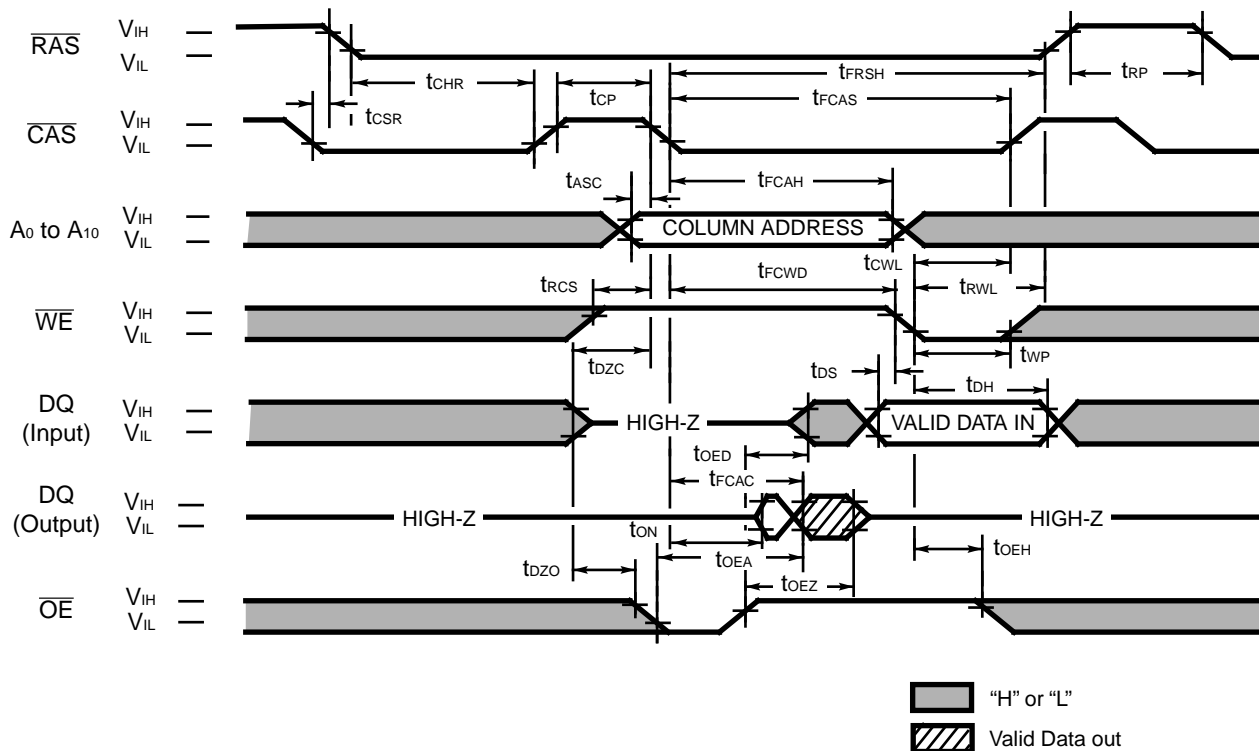 RAS
VIH
VIL
tCHR
tCP
tFRSH
tRP
tFCAS
tCSR
CAS
VIH
VIL
tASC
tFCAH
A0 to A10
VIH
VIL
COLUMN ADDRESS
tCWL
tRCS
tFCWD
tRWL
WE
VIH
VIL
tDZC
tWP
tDS
tDH
DQ
(Input)
VIH
VIL
HIGH-Z
VALID DATA IN
tOED
tFCAC
DQ
(Output)
VIH
VIL
HIGH-Z
HIGH-Z
tON
tOEA
tOEH
tDZO
tOEZ
OE
VIH
VIL
“H” or “L”
Valid Data out